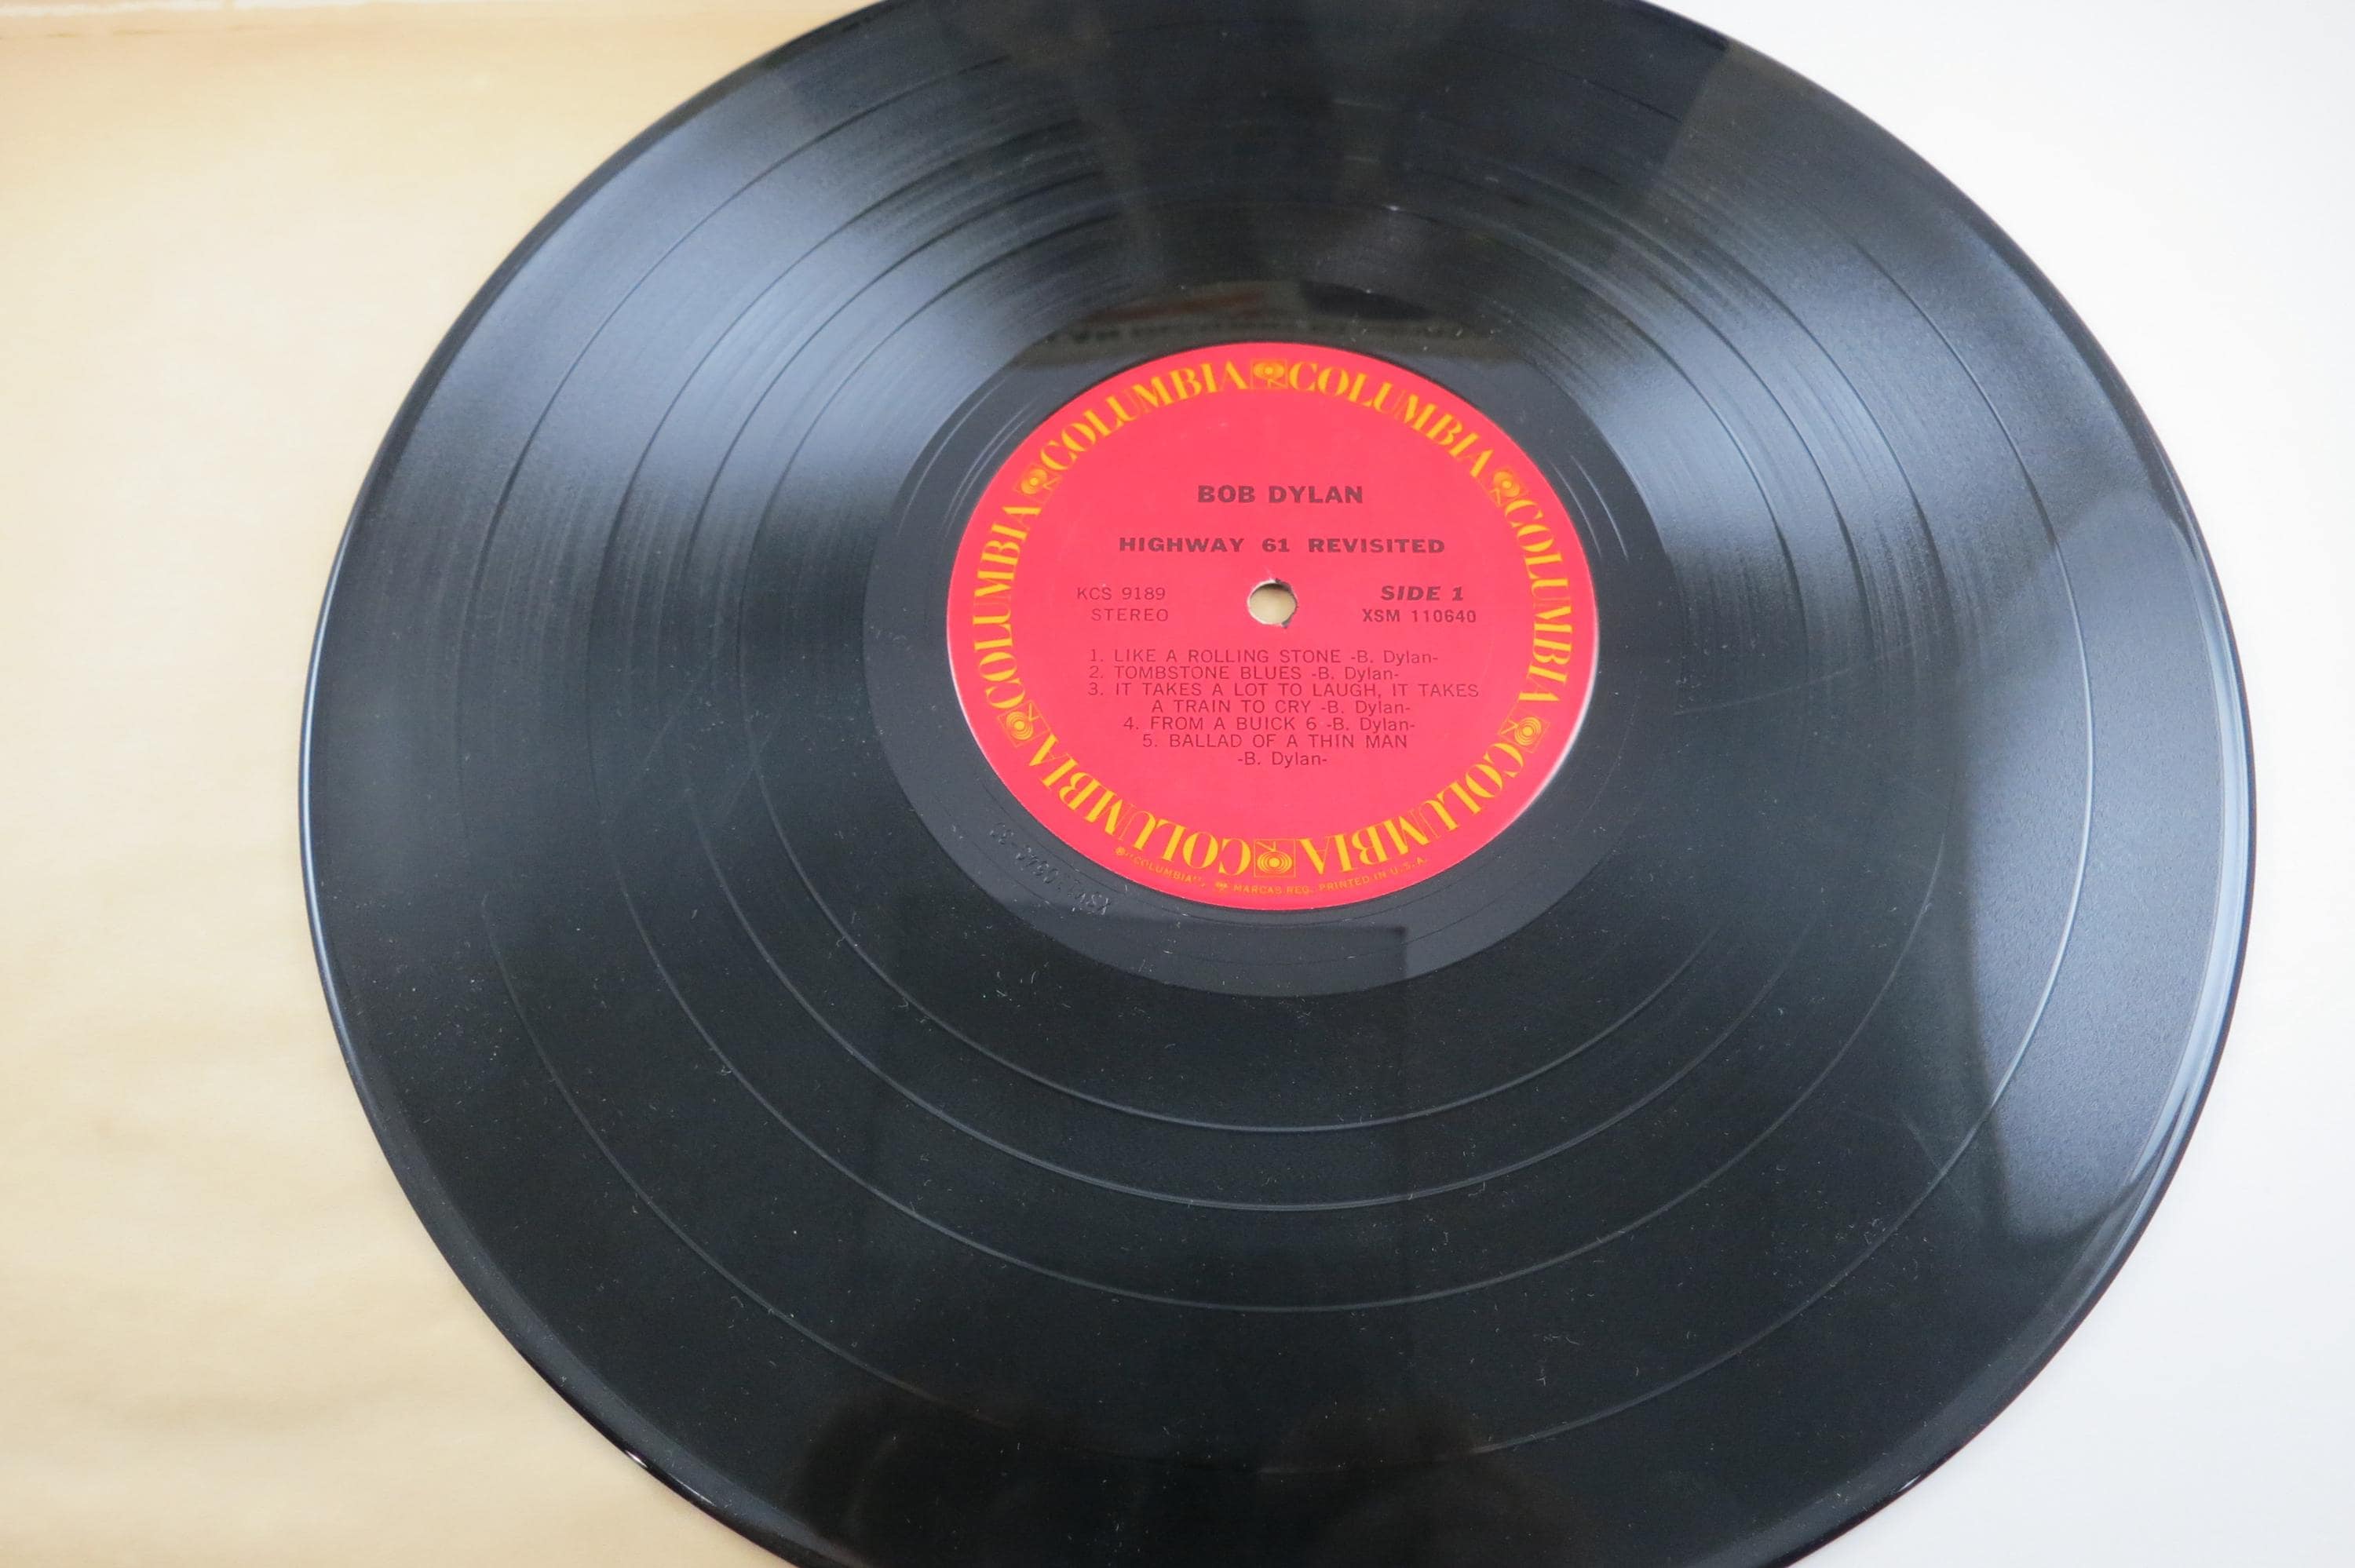 COLUMBIA COLUMBIA COLUMBIA COLUMBIA COLUMBIA COLUMBIA
BOB DYLAN
HIGHWAY 61 REVISITED
KCS 9189
STEREO
SIDE 1
XSM 110640
1. LIKE A ROLLING STONE -B. Dylan-
2. TOMBSTONE BLUES -B. Dylan-
3. IT TAKES A LOT TO LAUGH, IT TAKES
A TRAIN TO CRY -B. Dylan-
4. FROM A BUICK 6 -B. Dylan-
5. BALLAD OF A THIN MAN
-B. Dylan-
® "COLUMBIA", MARCAS REG. PRINTED IN U.S.A.